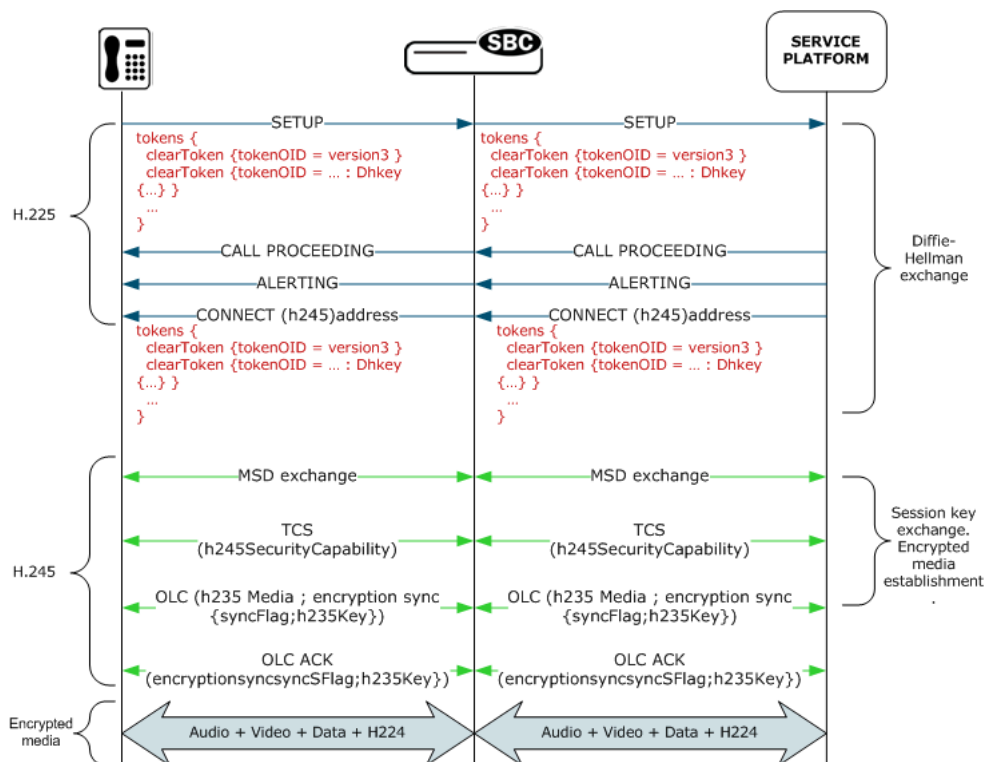 SBC
SERVICE
PLATFORM
SETUP
SETUP
tokens {
clearToken {tokenOID = version3 }
clearToken {tokenOID = ... : Dhkey
{...} }
...
}
tokens {
clearToken {tokenOID = version3 }
clearToken {tokenOID = ... : Dhkey
{...} }
...
}
H.225
CALL PROCEEDING
CALL PROCEEDING
Diffie-
Hellman
exchange
ALERTING
ALERTING
CONNECT (h245)address
CONNECT (h245)address
tokens {
clearToken {tokenOID = version3 }
clearToken {tokenOID = ... : Dhkey
{...} }
...
}
tokens {
clearToken {tokenOID = version3 }
clearToken {tokenOID = ... : Dhkey
{...} }
...
}
MSD exchange
MSD exchange
Session key
exchange.
Encrypted
media
establishment
.
TCS
(h245SecurityCapability)
TCS
(h245SecurityCapability)
H.245
OLC (h235 Media ; encryption sync
{syncFlag;h235Key})
OLC (h235 Media ; encryption sync
{syncFlag;h235Key})
OLC ACK
(encryptionsyncsyncSFlag;h235Key})
OLC ACK
(encryptionsyncsyncSFlag;h235Key})
Encrypted
media
Audio + Video + Data + H224
Audio + Video + Data + H224